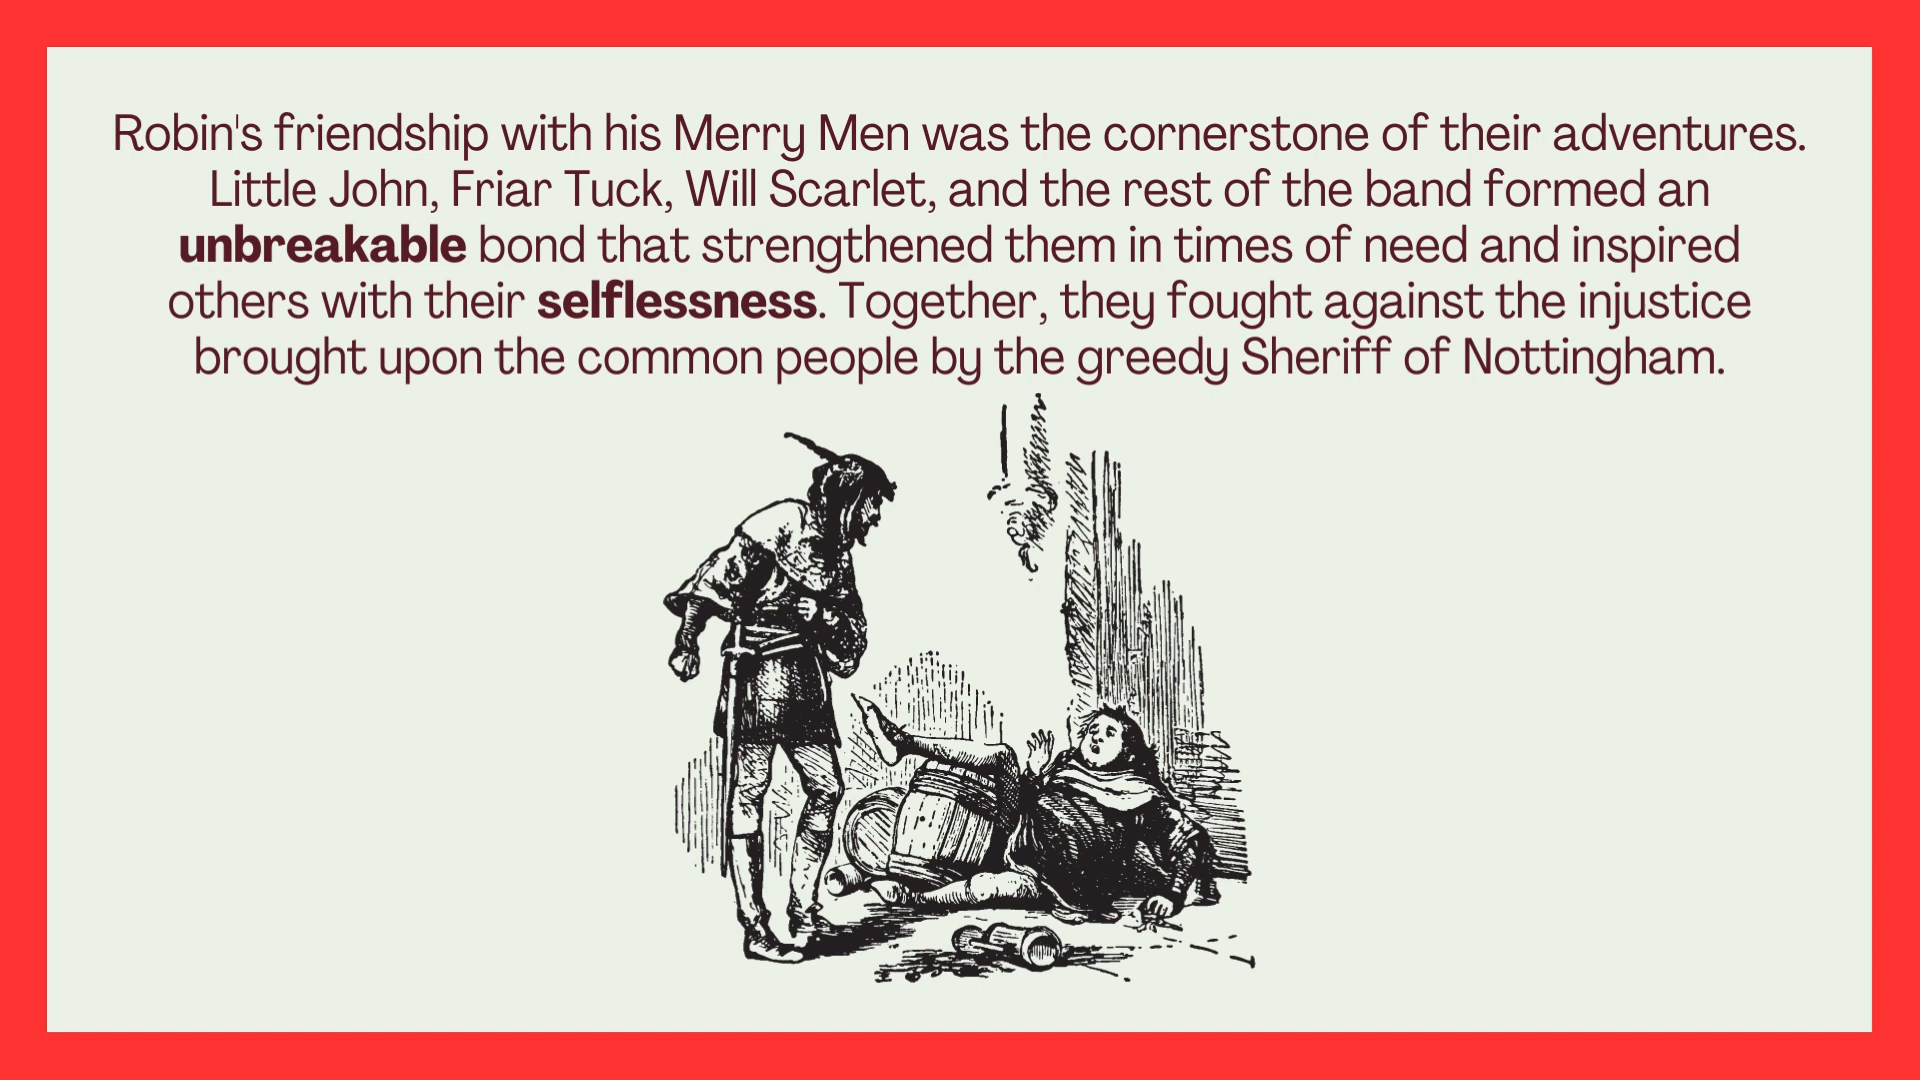 Robin's friendship with his Merry Men was the cornerstone of their adventures.
Little John, Friar Tuck, Will Scarlet, and the rest of the band formed an
unbreakable bond that strengthened them in times of need and inspired
others with their selflessness. Together, they fought against the injustice
brought upon the common people by the greedy Sheriff of Nottingham.